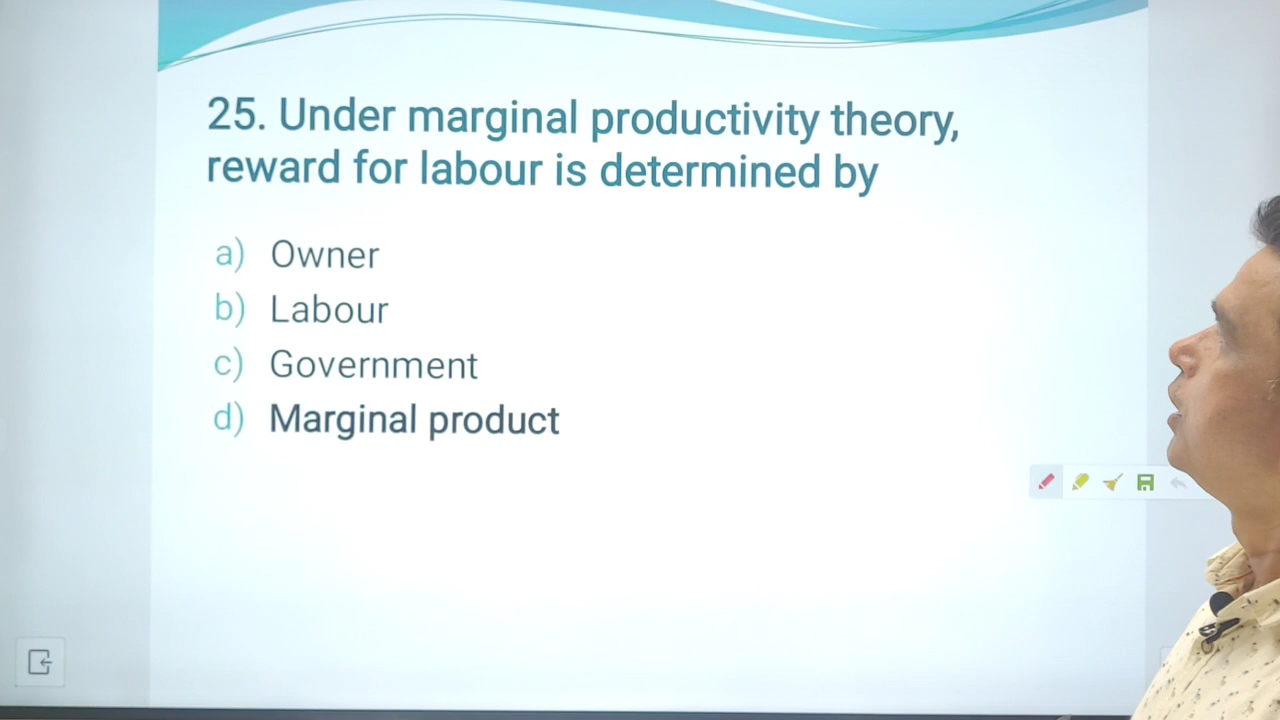 25. Under marginal productivity theory,
reward for labour is determined by
a) Owner
b) Labour
c) Government
d) Marginal product